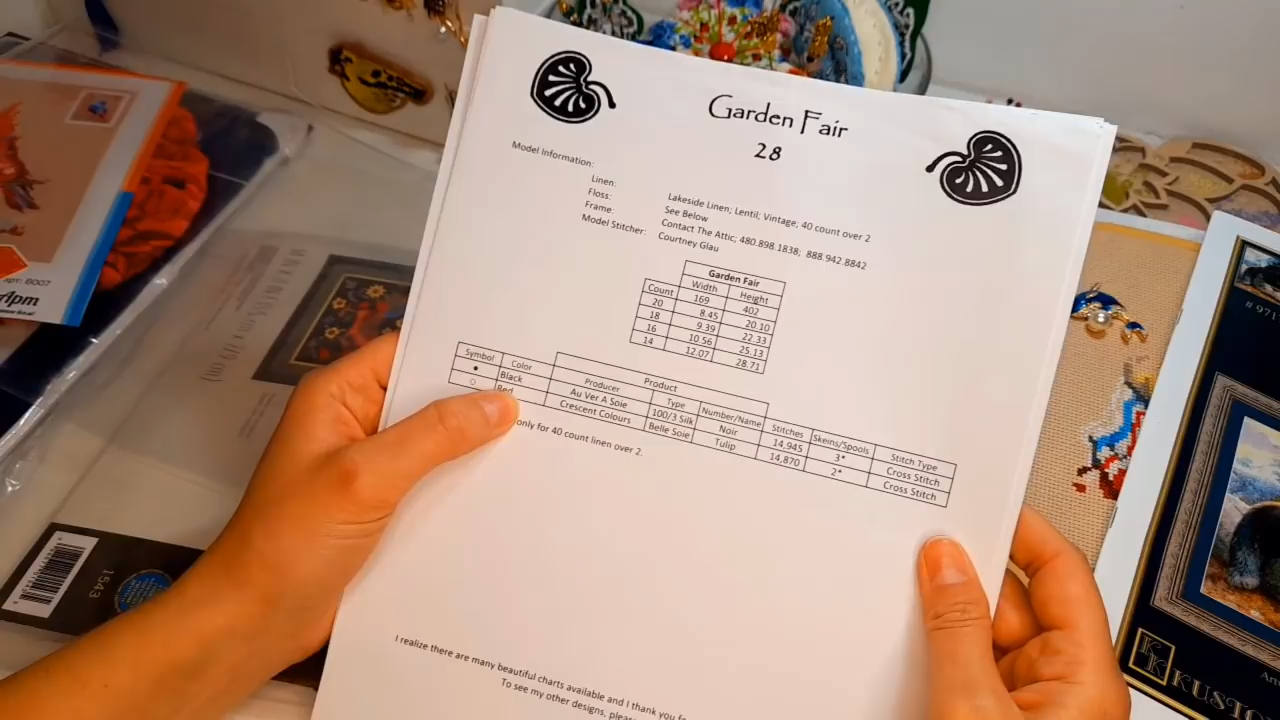 Garden Fair
28
Model Information:
Linen: Lakeside Linen; Lentil; Vintage; 40 count over 2
Floss: See Below
Frame: Contact The Attic; 480.898.1838; 888.942.8842
Model Stitcher: Courtney Glau
Garden Fair
Count Width Height
169 402
20 8.45 20.10
18 9.39 22.33
16 10.56 25.13
14 12.07 28.71
Product
Symbol Color Producer Type Number/Name Stitches Skeins/Spools Stitch Type
● Black Au Ver A Soie 100/3 Silk Noir 14,945 3* Cross Stitch
○ Red Crescent Colours Belle Soie Tulip 14,870 2* Cross Stitch
only for 40 count linen over 2.
I realize there are many beautiful charts available and I thank you
To see my other designs,
6007
Арт
1543
# 971
KK KUSTO